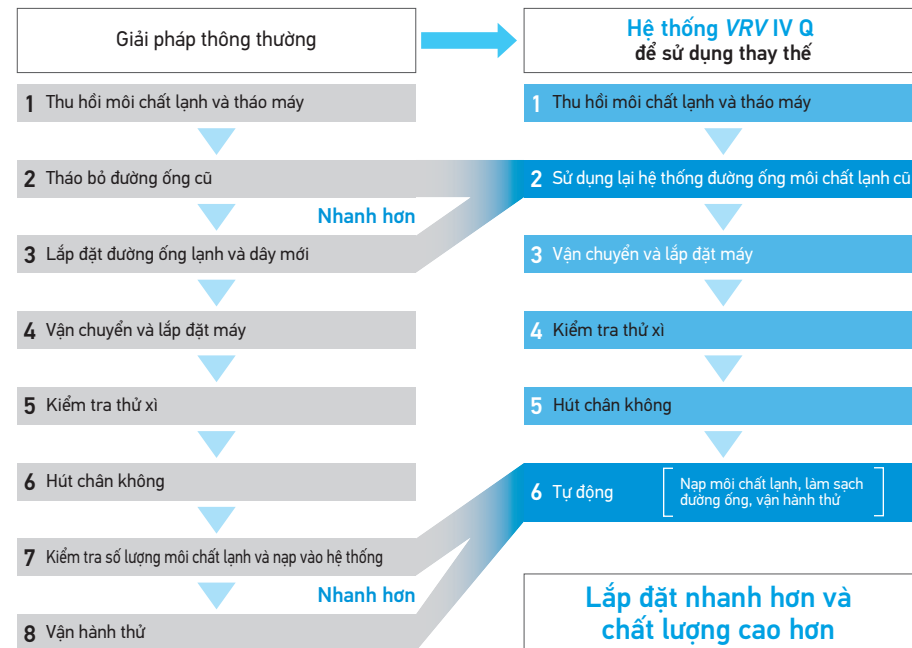 Giải pháp thông thường
1 Thu hồi môi chất lạnh và tháo máy
2 Tháo bỏ đường ống cũ
Nhanh hơn
3 Lắp đặt đường ống lạnh và dây mới
4 Vận chuyển và lắp đặt máy
5 Kiểm tra thử xì
6 Hút chân không
7 Kiểm tra số lượng môi chất lạnh và nạp vào hệ thống
Nhanh hơn
8 Vận hành thử
Hệ thống VRV IV Q
để sử dụng thay thế
1 Thu hồi môi chất lạnh và tháo máy
2 Sử dụng lại hệ thống đường ống môi chất lạnh cũ
3 Vận chuyển và lắp đặt máy
4 Kiểm tra thử xì
5 Hút chân không
6 Tự động
Nạp môi chất lạnh, làm sạch
đường ống, vận hành thử
Lắp đặt nhanh hơn và
chất lượng cao hơn